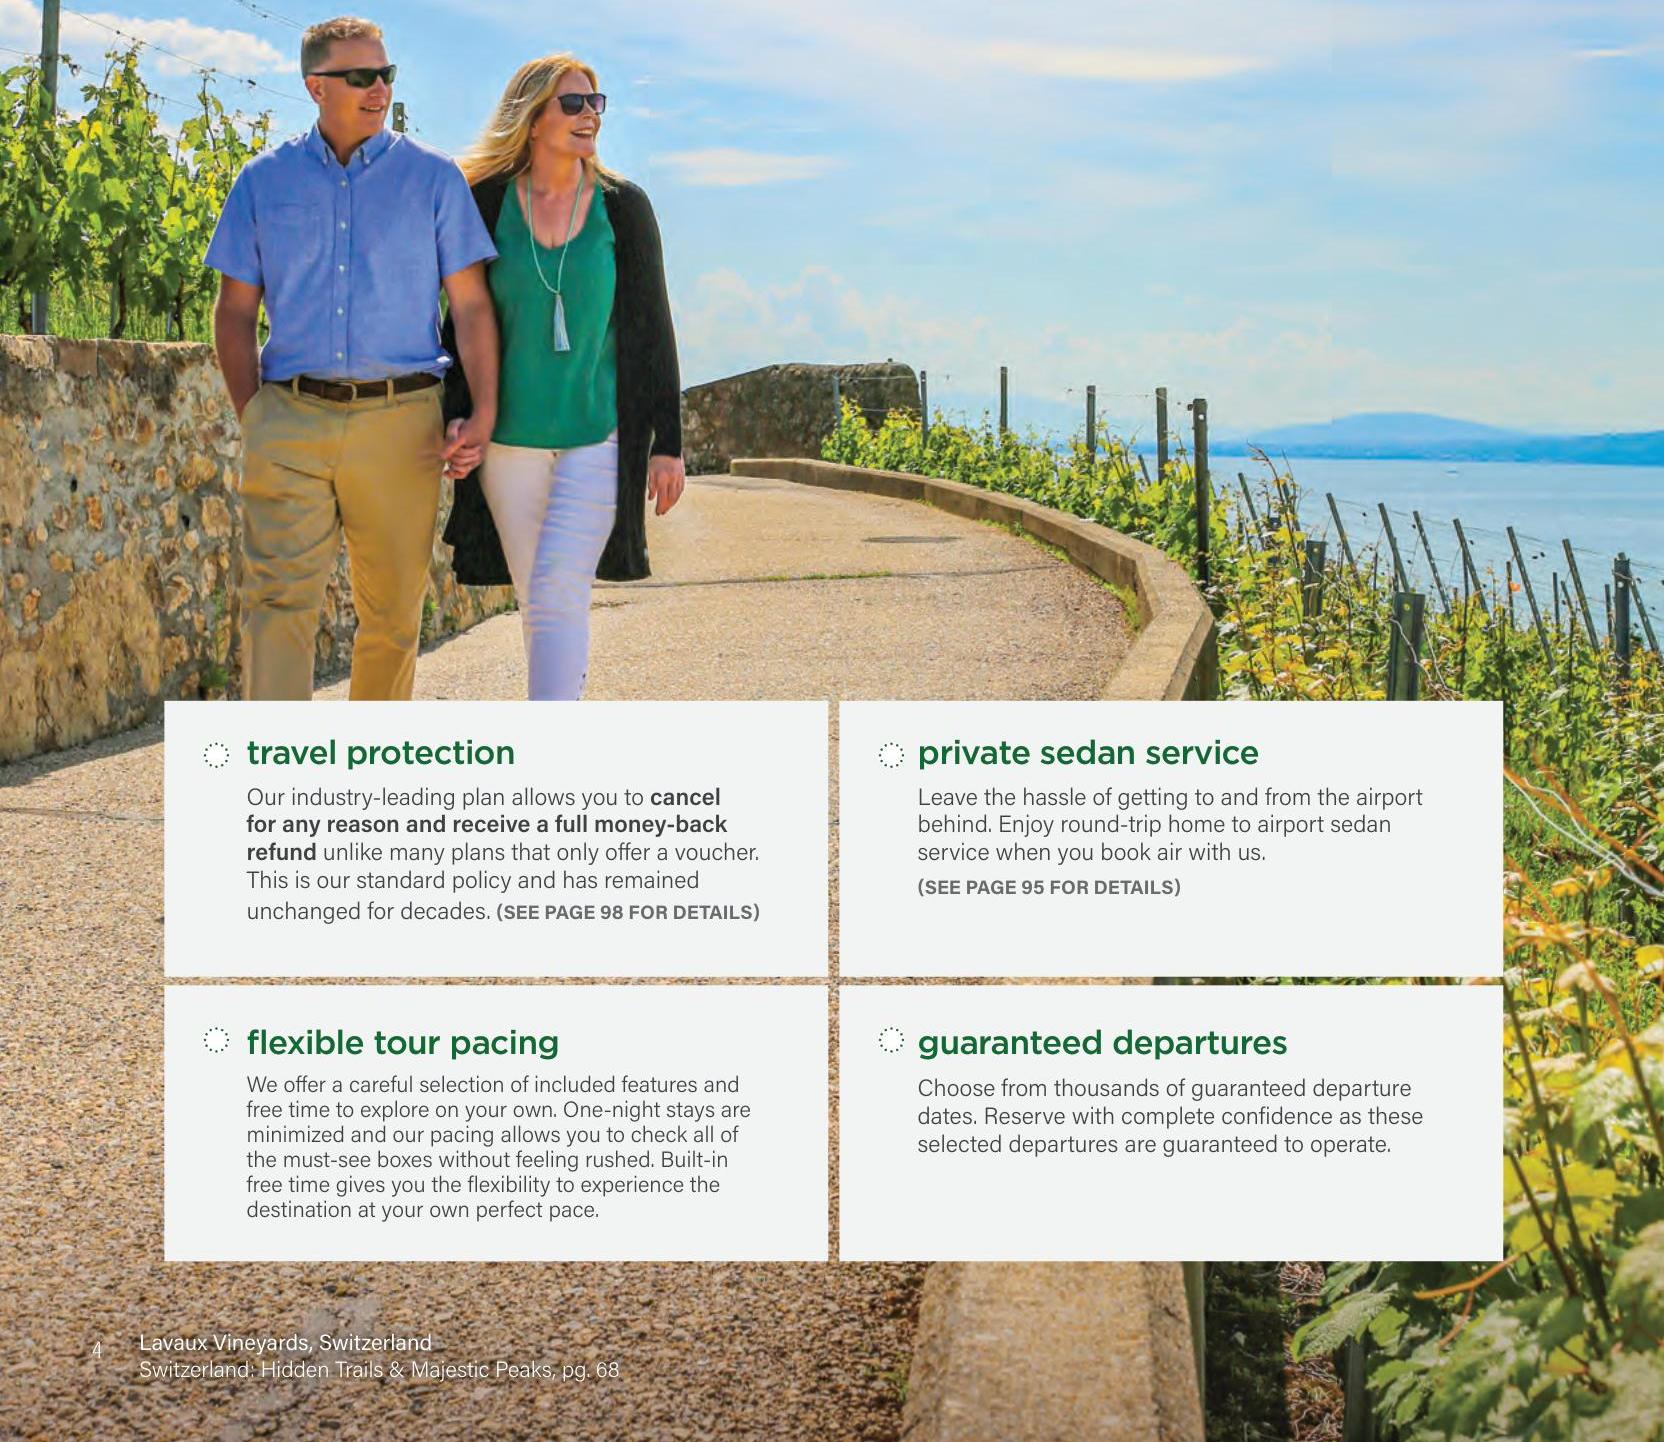 travel protection
Our industry-leading plan allows you to cancel
for any reason and receive a full money-back
refund unlike many plans that only offer a voucher.
This is our standard policy and has remained
unchanged for decades. (SEE PAGE 98 FOR DETAILS)
private sedan service
Leave the hassle of getting to and from the airport
behind. Enjoy round-trip home to airport sedan
service when you book air with us.
(SEE PAGE 95 FOR DETAILS)
flexible tour pacing
We offer a careful selection of included features and
free time to explore on your own. One-night stays are
minimized and our pacing allows you to check all of
the must-see boxes without feeling rushed. Built-in
free time gives you the flexibility to experience the
destination at your own perfect pace.
guaranteed departures
Choose from thousands of guaranteed departure
dates. Reserve with complete confidence as these
selected departures are guaranteed to operate.
4
Lavaux Vineyards, Switzerland
Switzerland: Hidden Trails & Majestic Peaks, pg. 68